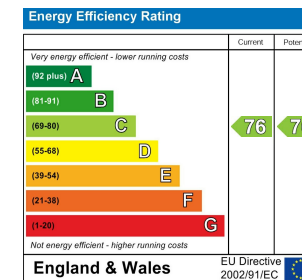 Energy Efficiency Rating
Current
Very energy efficient - lower running costs
(92 plus) A
(81-91) B
(69-80) C 76
(55-68) D
(39-54) E
(21-38) F
(1-20) G
Not energy efficient - higher running costs
England & Wales
EU Directive
2002/91/EC